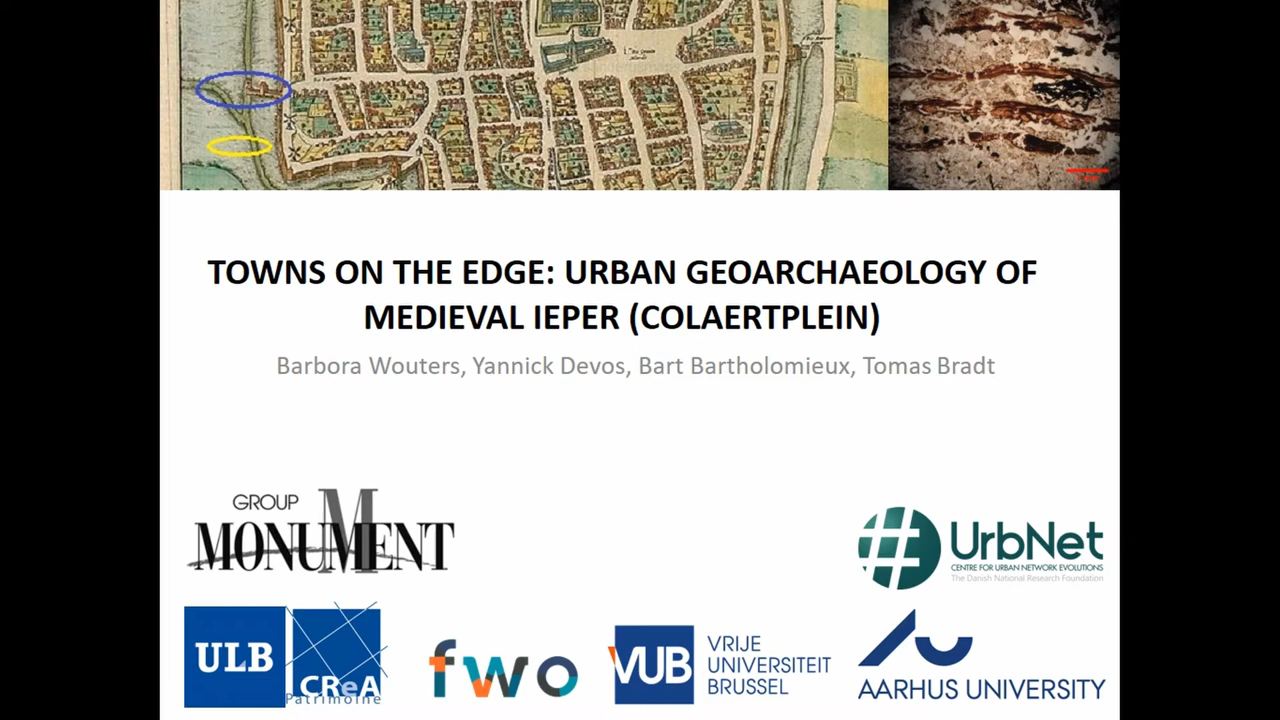 TOWNS ON THE EDGE: URBAN GEOARCHAEOLOGY OF
MEDIEVAL IEPER (COLAERTPLEIN)
Barbora Wouters, Yannick Devos, Bart Bartholomieux, Tomas Bradt
GROUP
MONUMENT
M
UrbNet
CENTRE FOR URBAN NETWORK EVOLUTIONS
The Danish National Research Foundation
ULB
CReA
Patrimoine
fwo
VUB
VRIJE
UNIVERSITEIT
BRUSSEL
AARHUS UNIVERSITY